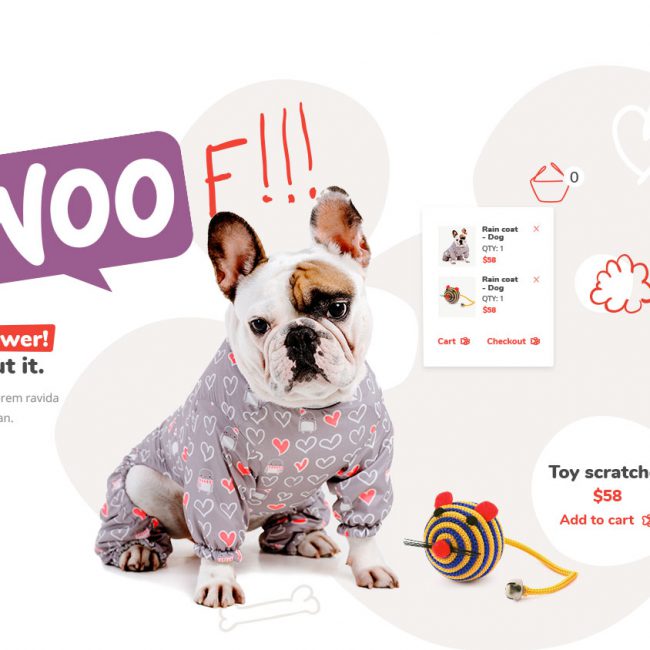 WOO
F!!!
0
Rain coat
- Dog
QTY: 1
$58
x
Rain coat
- Dog
QTY: 1
$58
x
Cart
Checkout
wer!
ut it.
rem ravida
an.
Toy scratche
$58
Add to cart